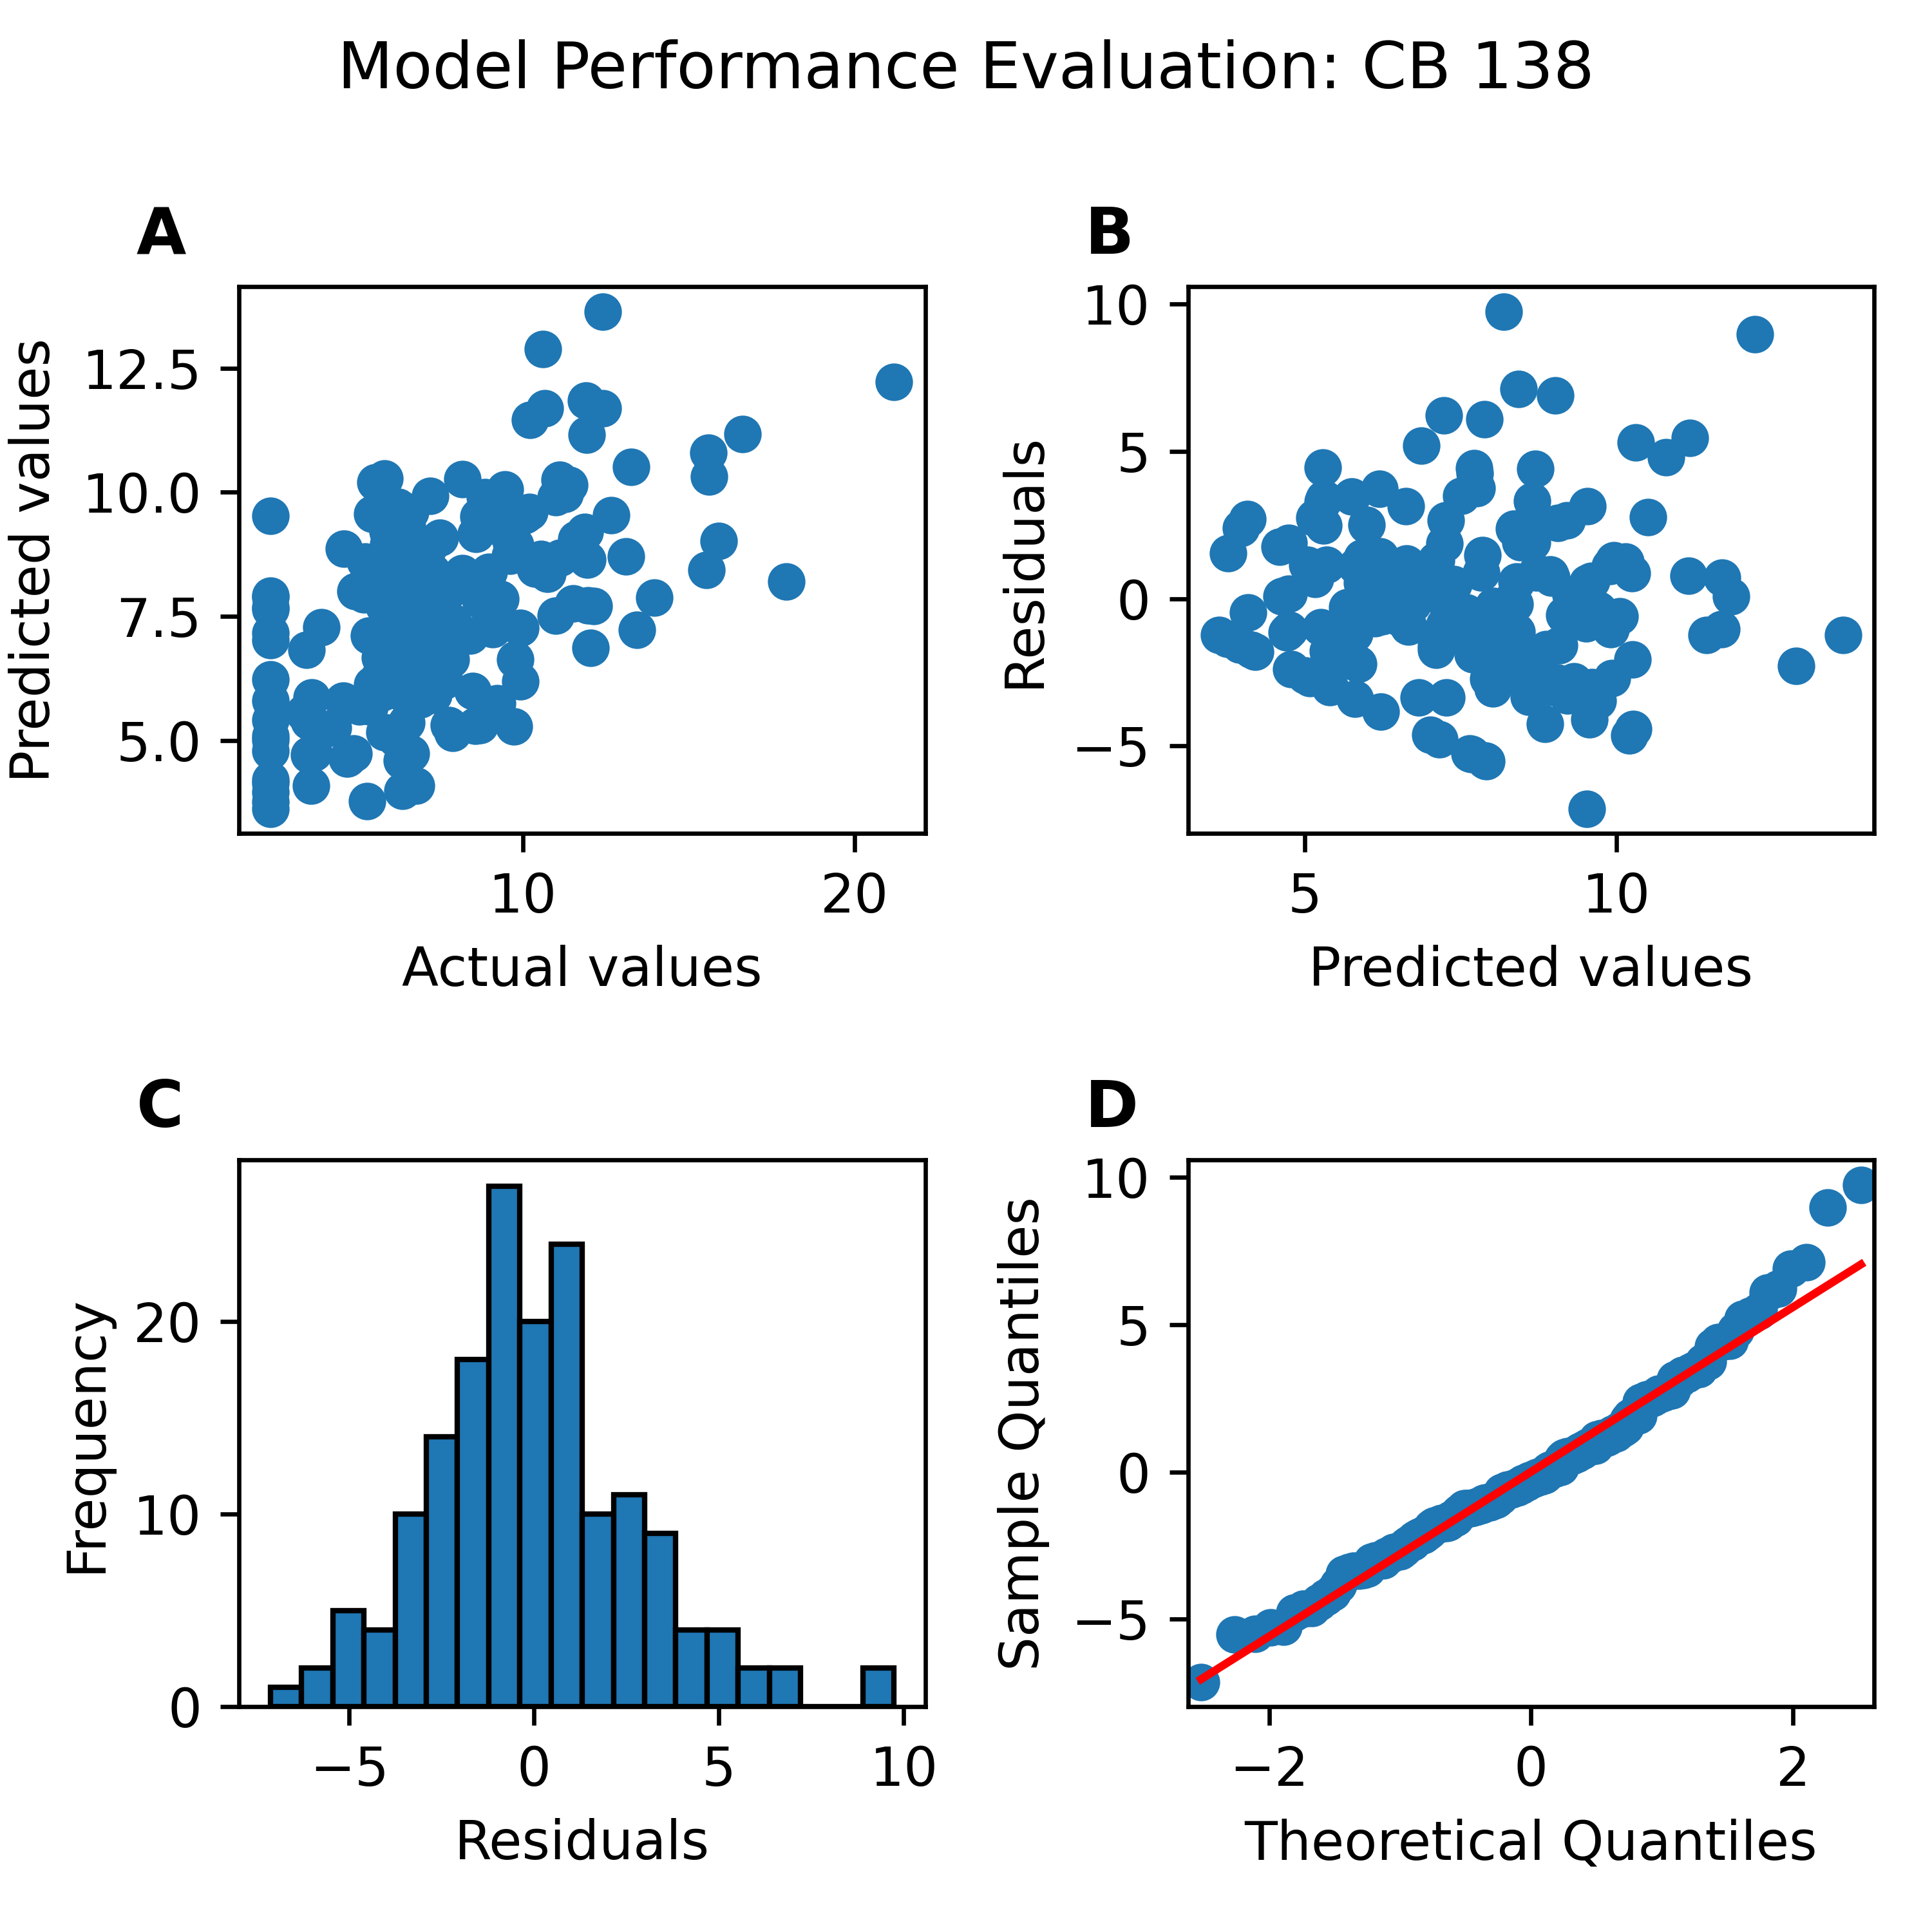 Model Performance Evaluation: CB 138
A
Predicted values
12.5
10.0
7.5
5.0
10
20
Actual values
B
Residuals
10
5
0
−5
5
10
Predicted values
C
Frequency
20
10
0
−5
0
5
10
Residuals
D
Sample Quantiles
10
5
0
−5
−2
0
2
Theoretical Quantiles